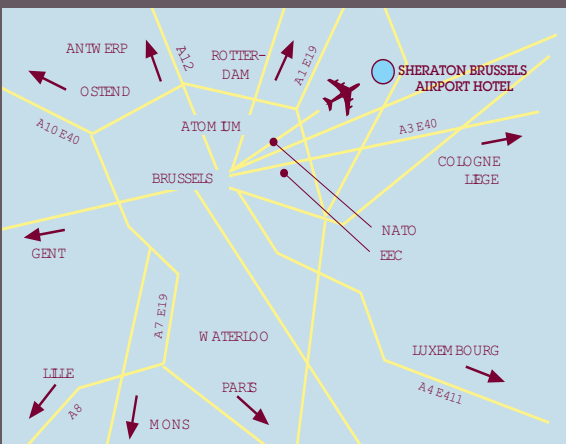 ANTWERP
A12
ROTTER-
DAM
A1 E19
SHERATON BRUSSELS
AIRPORT HOTEL
OSTEND
A10 E40
ATOMIUM
A3 E40
COLOGNE
LEGE
BRUSSELS
NATO
EEC
GENT
A7 E19
WATERLOO
LUXEMBOURG
LILLE
PARIS
A4 E411
A8
MONS